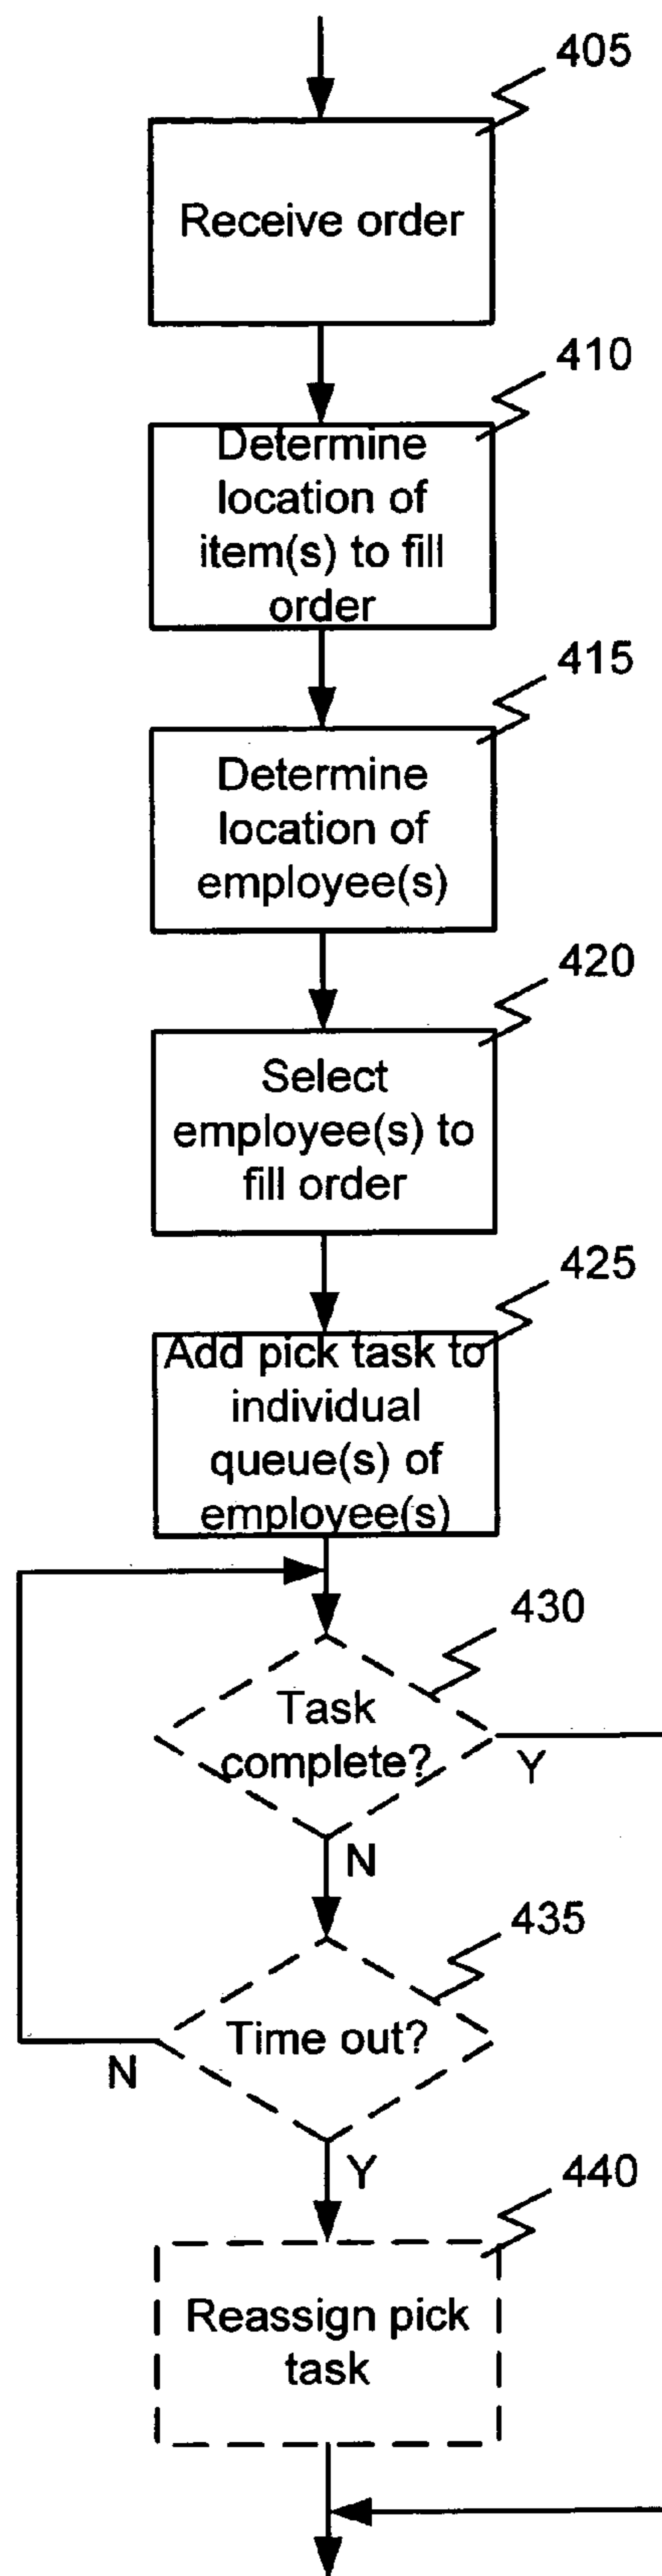 405
Receive order
410
Determine
location of
item(s) to fill
order
415
Determine
location of
employee(s)
420
Select
employee(s) to
fill order
425
Add pick task to
individual
queue(s) of
employee(s)
430
Task
complete?
Y
N
435
Time out?
N
Y
440
Reassign pick
task